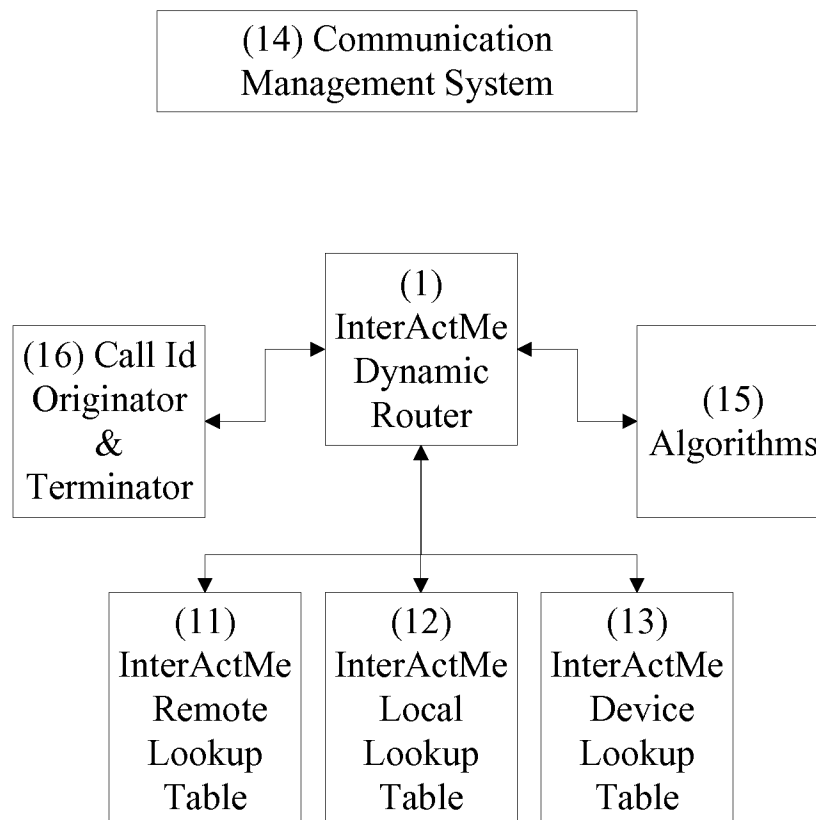 (14) Communication
Management System
(1)
InterActMe
Dynamic
Router
(16) Call Id
Originator
&
Terminator
(15)
Algorithms
(11)
InterActMe
Remote
Lookup
Table
(12)
InterActMe
Local
Lookup
Table
(13)
InterActMe
Device
Lookup
Table